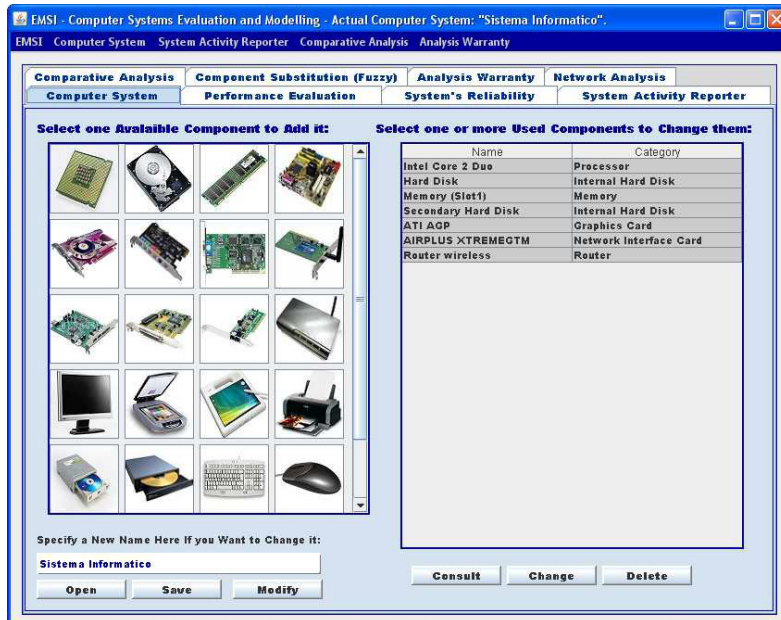 EMSI - Computer Systems Evaluation and Modelling - Actual Computer System: "Sistema Informatico".
EMSI Computer System System Activity Reporter Comparative Analysis Analysis Warranty
Comparative Analysis Component Substitution (Fuzzy) Analysis Warranty Network Analysis
Computer System Performance Evaluation System's Reliability System Activity Reporter
Select one Avalaible Component to Add it:
Select one or more Used Components to Change them:
Name Category
Intel Core 2 Duo Processor
Hard Disk Internal Hard Disk
Memory (Slot1) Memory
Secondary Hard Disk Internal Hard Disk
ATI AGP Graphics Card
AIRPLUS XTREMEGTM Network Interface Card
Router wireless Router
Specify a New Name Here If you Want to Change it:
Sistema Informatico
Open Save Modify
Consult Change Delete